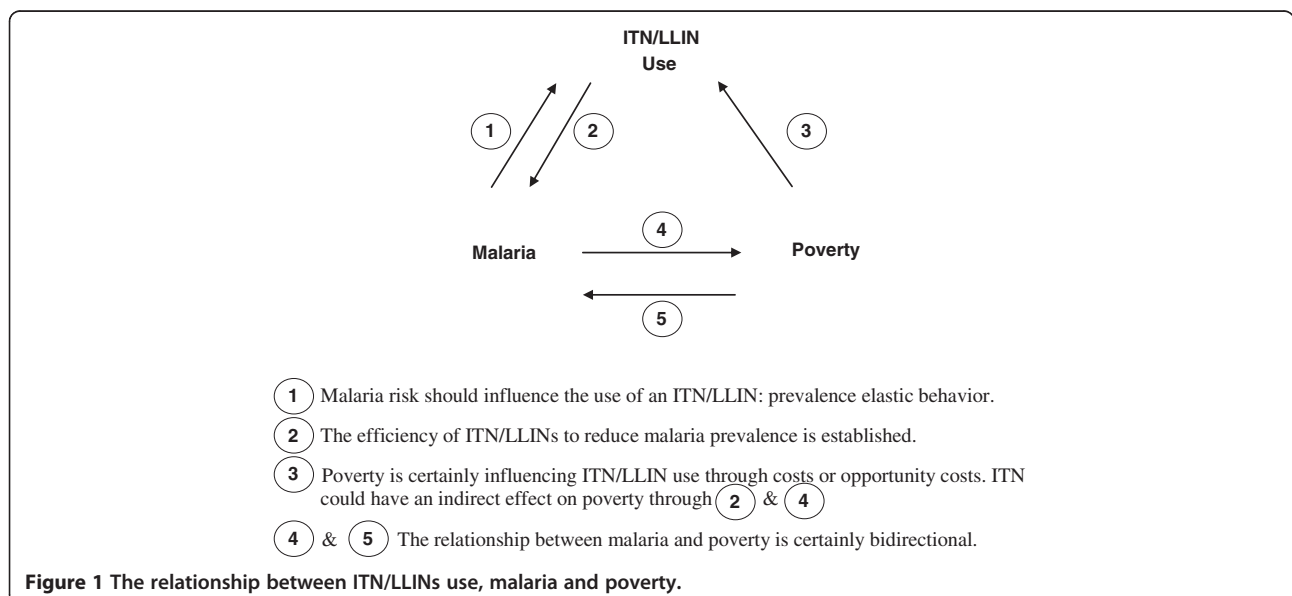 ITN/LLIN
Use
1
2
3
4
Malaria
Poverty
5
1 Malaria risk should influence the use of an ITN/LLIN: prevalence elastic behavior.
2 The efficiency of ITN/LLINs to reduce malaria prevalence is established.
3 Poverty is certainly influencing ITN/LLIN use through costs or opportunity costs. ITN
could have an indirect effect on poverty through 2 & 4
4 & 5 The relationship between malaria and poverty is certainly bidirectional.
Figure 1 The relationship between ITN/LLINs use, malaria and poverty.